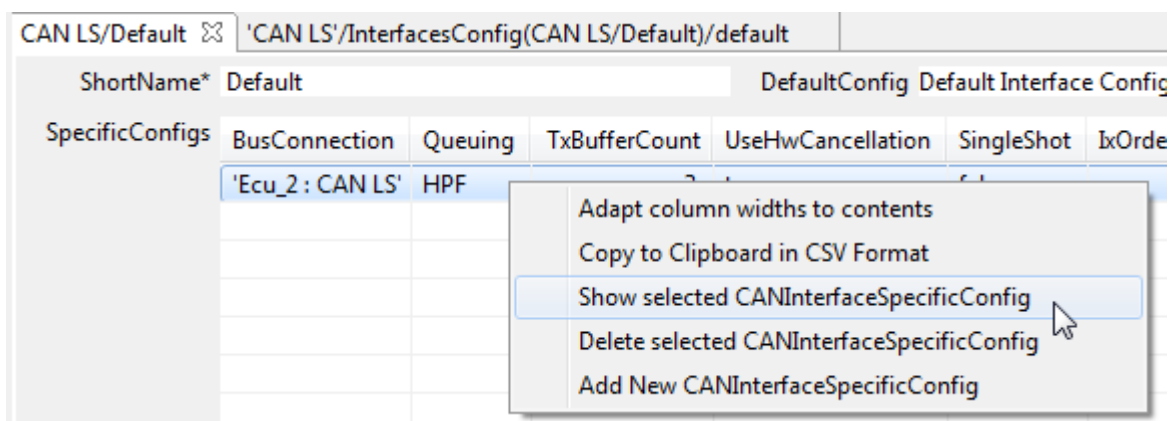 CAN LS/Default 'CAN LS'/InterfacesConfig(CAN LS/Default)/default
ShortName* Default DefaultConfig Default Interface Config
SpecificConfigs BusConnection Queuing TxBufferCount UseHwCancellation SingleShot IxOrde
'Ecu_2 : CAN LS' HPF
Adapt column widths to contents
Copy to Clipboard in CSV Format
Show selected CANInterfaceSpecificConfig
Delete selected CANInterfaceSpecificConfig
Add New CANInterfaceSpecificConfig